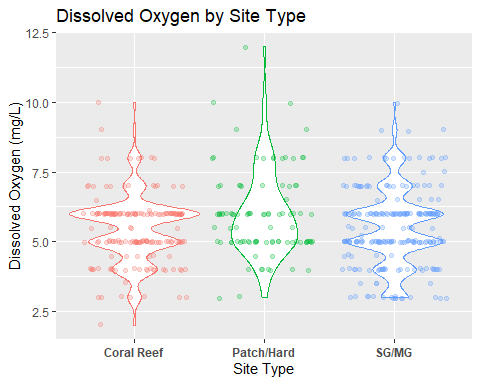 Dissolved Oxygen by Site Type
12.5
10.0
7.5
5.0
2.5
Dissolved Oxygen (mg/L)
Coral Reef
Patch/Hard
SG/MG
Site Type